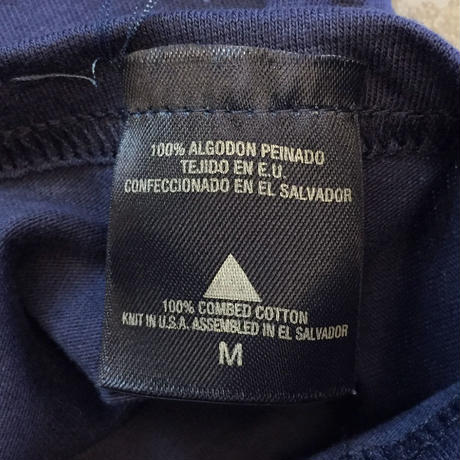 100% ALGODON PEINADO
TEJIDO EN E.U.
CONFECCIONADO EN EL SALVADOR
100% COMBED COTTON
KNIT IN U.S.A. ASSEMBLED IN EL SALVADOR
M